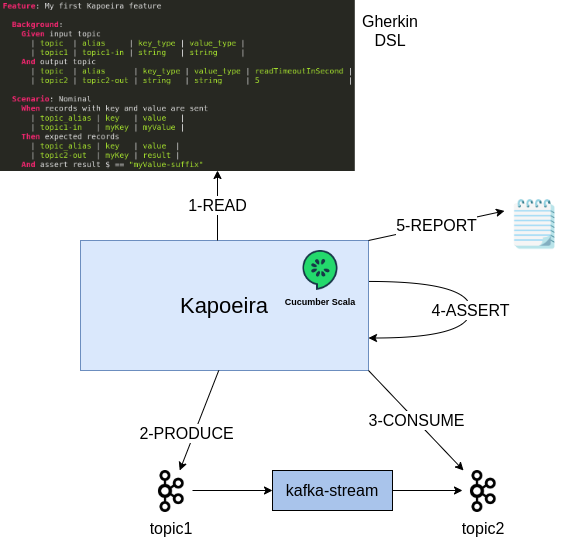 Feature: My first Kapoeira feature
Background:
Given input topic
| topic | alias | key_type | value_type |
| topic1 | topic1-in | string | string |
And output topic
| topic | alias | key_type | value_type | readTimeoutInSecond |
| topic2 | topic2-out | string | string | 5 |
Scenario: Nominal
When records with key and value are sent
| topic_alias | key | value |
| topic1-in | myKey | myValue |
Then expected records
| topic_alias | key | value |
| topic2-out | myKey | result |
And assert result $ == "myValue-suffix"
Gherkin
DSL
1-READ
5-REPORT
Kapoeira
Cucumber Scala
4-ASSERT
2-PRODUCE
3-CONSUME
kafka-stream
topic1
topic2